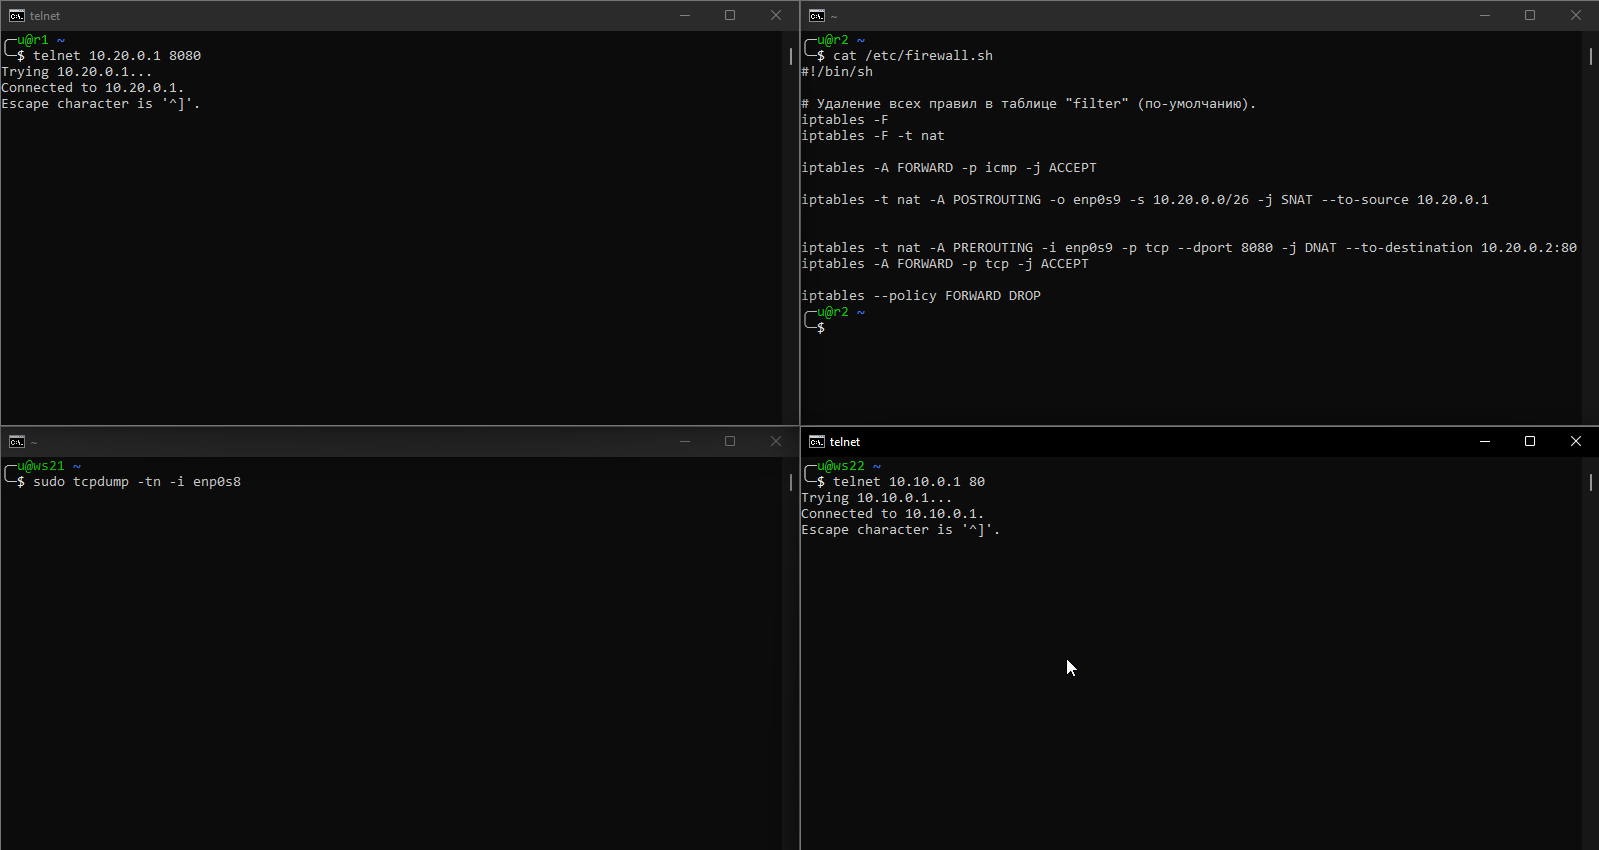 telnet
u@r1 ~
$ telnet 10.20.0.1 8080
Trying 10.20.0.1...
Connected to 10.20.0.1.
Escape character is '^]'.
~
u@r2 ~
$ cat /etc/firewall.sh
#!/bin/sh
# Удаление всех правил в таблице "filter" (по-умолчанию).
iptables -F
iptables -F -t nat
iptables -A FORWARD -p icmp -j ACCEPT
iptables -t nat -A POSTROUTING -o enp0s9 -s 10.20.0.0/26 -j SNAT --to-source 10.20.0.1
iptables -t nat -A PREROUTING -i enp0s9 -p tcp --dport 8080 -j DNAT --to-destination 10.20.0.2:80
iptables -A FORWARD -p tcp -j ACCEPT
iptables --policy FORWARD DROP
u@r2 ~
$
~
u@ws21 ~
$ sudo tcpdump -tn -i enp0s8
telnet
u@ws22 ~
$ telnet 10.10.0.1 80
Trying 10.10.0.1...
Connected to 10.10.0.1.
Escape character is '^]'.